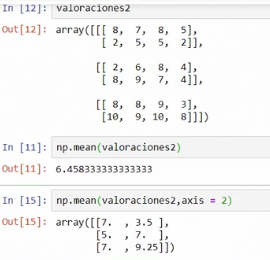 In [12]: valoraciones2
Out[12]: array([[[ 8,  7,  8,  5],
        [ 2,  5,  5,  2]],

       [[ 2,  6,  8,  4],
        [ 8,  9,  7,  4]],

       [[ 8,  8,  9,  3],
        [10,  9, 10,  8]]])
In [11]: np.mean(valoraciones2)
Out[11]: 6.458333333333333
In [15]: np.mean(valoraciones2,axis = 2)
Out[15]: array([[7.  , 3.5 ],
       [5.  , 7.  ],
       [7.  , 9.25]])